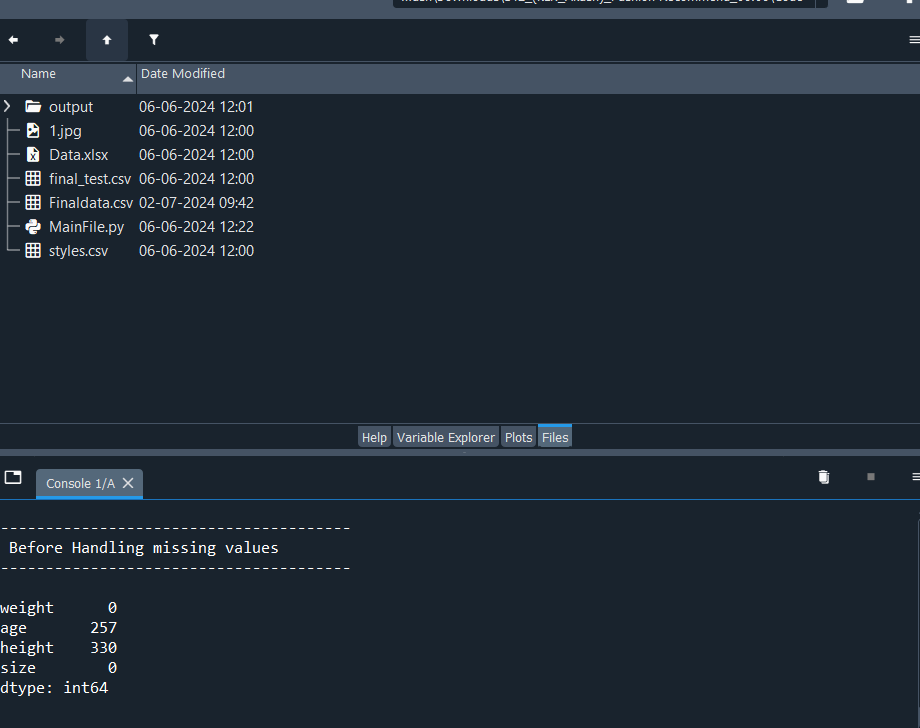 Name Date Modified
output 06-06-2024 12:01
1.jpg 06-06-2024 12:00
Data.xlsx 06-06-2024 12:00
final_test.csv 06-06-2024 12:00
Finaldata.csv 02-07-2024 09:42
MainFile.py 06-06-2024 12:22
styles.csv 06-06-2024 12:00
Help Variable Explorer Plots Files
Console 1/A
---------------------------------------
Before Handling missing values
---------------------------------------
weight 0
age 257
height 330
size 0
dtype: int64